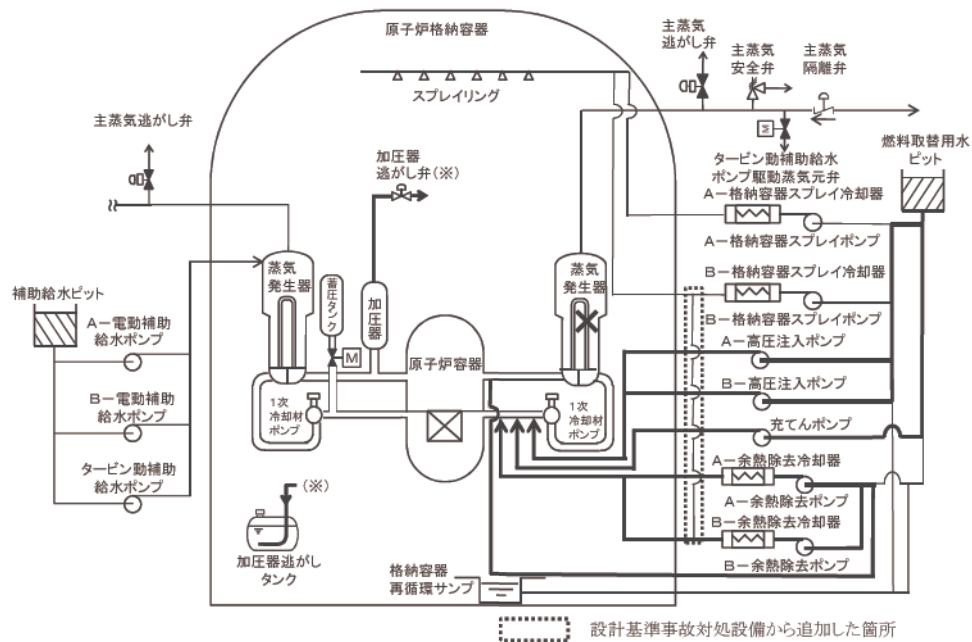 原子炉格納容器
主蒸気
逃がし弁
主蒸気
安全弁
主蒸気
隔離弁
スプレイリング
主蒸気逃がし弁
加圧器
逃がし弁(※)
M
タービン動補助給水
ポンプ駆動蒸気元弁
燃料取替用水
ピット
A－格納容器スプレイ冷却器
A－格納容器スプレイポンプ
蒸気
発生器
蓄圧タンク
加圧器
蒸気
発生器
B－格納容器スプレイ冷却器
B－格納容器スプレイポンプ
補助給水ピット
A－電動補助
給水ポンプ
M
原子炉容器
A－高圧注入ポンプ
B－高圧注入ポンプ
B－電動補助
給水ポンプ
1次
冷却材
ポンプ
1次
冷却材
ポンプ
充てんポンプ
タービン動補助
給水ポンプ
(※)
A－余熱除去冷却器
A－余熱除去ポンプ
B－余熱除去冷却器
B－余熱除去ポンプ
加圧器逃がし
タンク
格納容器
再循環サンプ
設計基準事故対処設備から追加した箇所